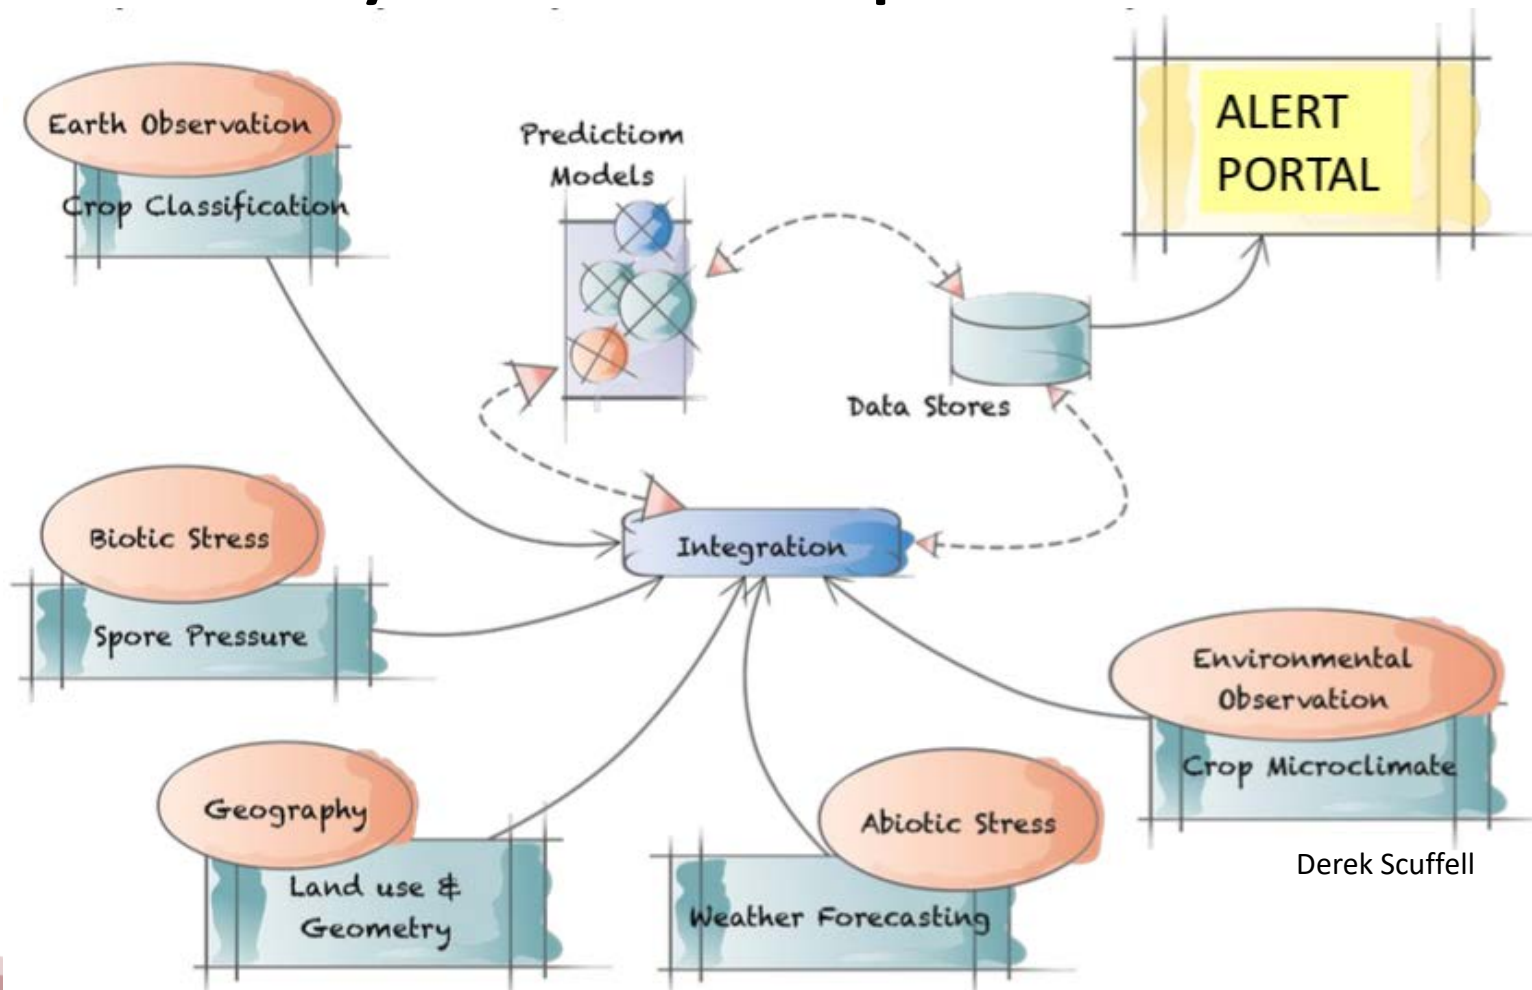 Earth Observation
Crop Classification
Predictiom
Models
ALERT
PORTAL
Data Stores
Biotic Stress
Spore Pressure
Integration
Environmental
Observation
Crop Microclimate
Geography
Land use &
Geometry
Abiotic Stress
Weather Forecasting
Derek Scuffell